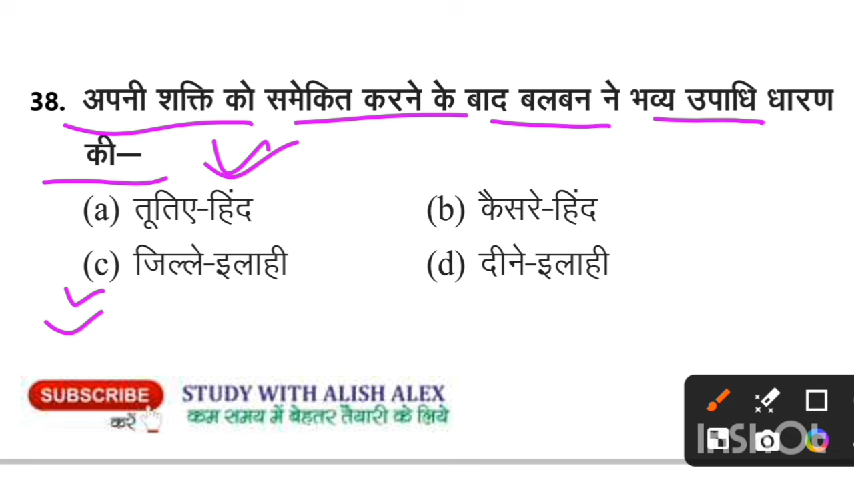 38. अपनी शक्ति को समेकित करने के बाद बलबन ने भव्य उपाधि धारण
की—
(a) तूतिए-हिंद (b) कैसरे-हिंद
(c) जिल्ले-इलाही (d) दीने-इलाही
SUBSCRIBE STUDY WITH ALISH ALEX
करें कम समय में बेहतर तैयारी के लिये
InShOt